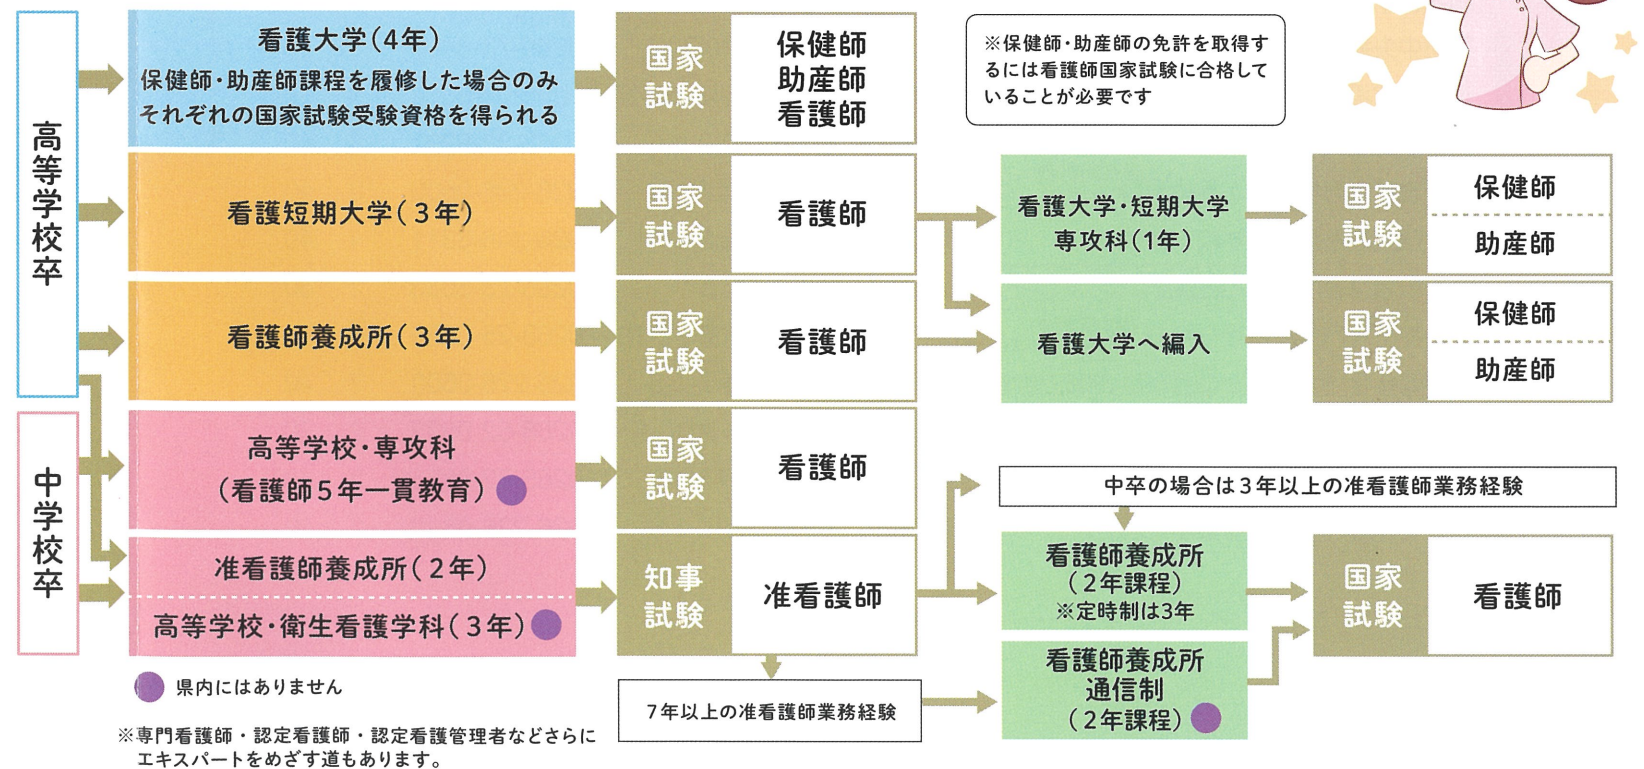 高等学校卒
中学校卒
看護大学(4年)
保健師・助産師課程を履修した場合のみ
それぞれの国家試験受験資格を得られる
国家
試験
保健師
助産師
看護師
※保健師・助産師の免許を取得す
るには看護師国家試験に合格して
いることが必要です
看護短期大学(3年)
国家
試験
看護師
看護大学・短期大学
専攻科(1年)
国家
試験
保健師
助産師
看護師養成所(3年)
国家
試験
看護師
看護大学へ編入
国家
試験
保健師
助産師
高等学校・専攻科
(看護師5年一貫教育)
国家
試験
看護師
中卒の場合は3年以上の准看護師業務経験
准看護師養成所(2年)
高等学校・衛生看護学科(3年)
知事
試験
准看護師
看護師養成所
(2年課程)
※定時制は3年
国家
試験
看護師
7年以上の准看護師業務経験
看護師養成所
通信制
(2年課程)
県内にはありません
※専門看護師・認定看護師・認定看護管理者などさらに
エキスパートをめざす道もあります。